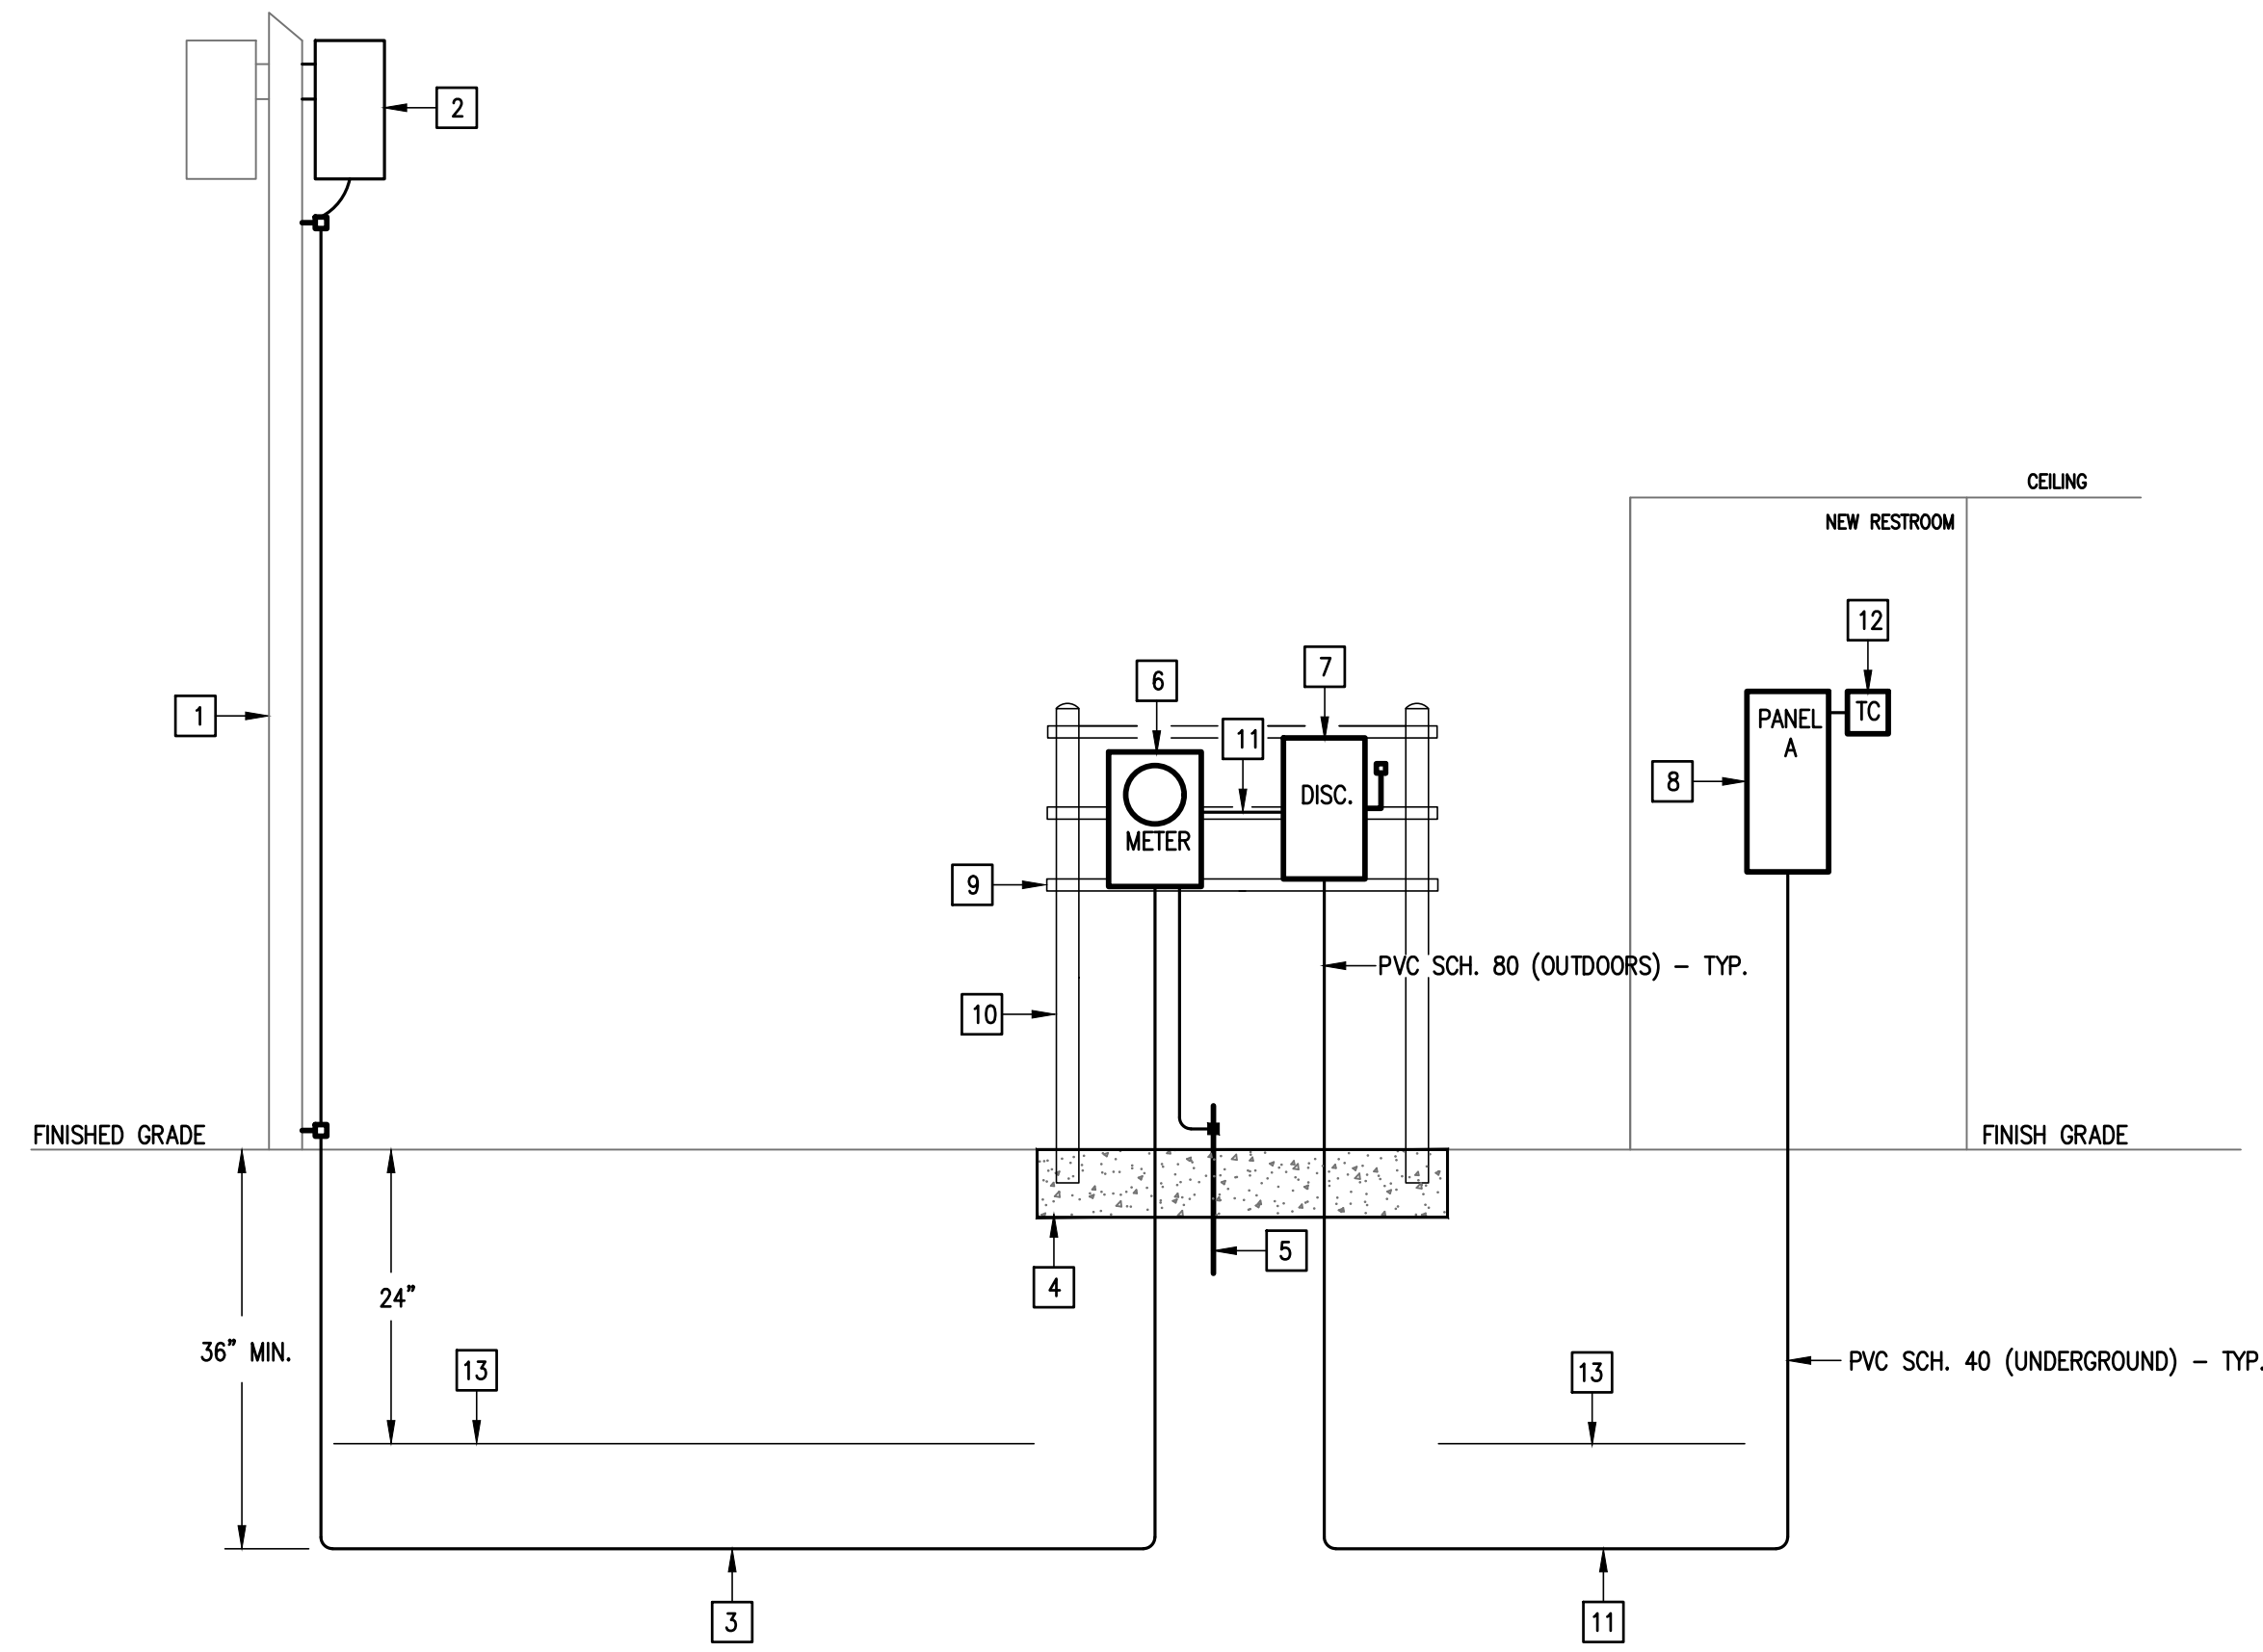 2
CEILING
NEW RESTROOM
12
7
6
1
11
PANEL
A
TC
8
DISC.
METER
9
PVC SCH. 80 (OUTDOORS) – TYP.
10
FINISHED GRADE
FINISH GRADE
5
4
24”
36” MIN.
13
13
PVC SCH. 40 (UNDERGROUND) – TYP.
3
11